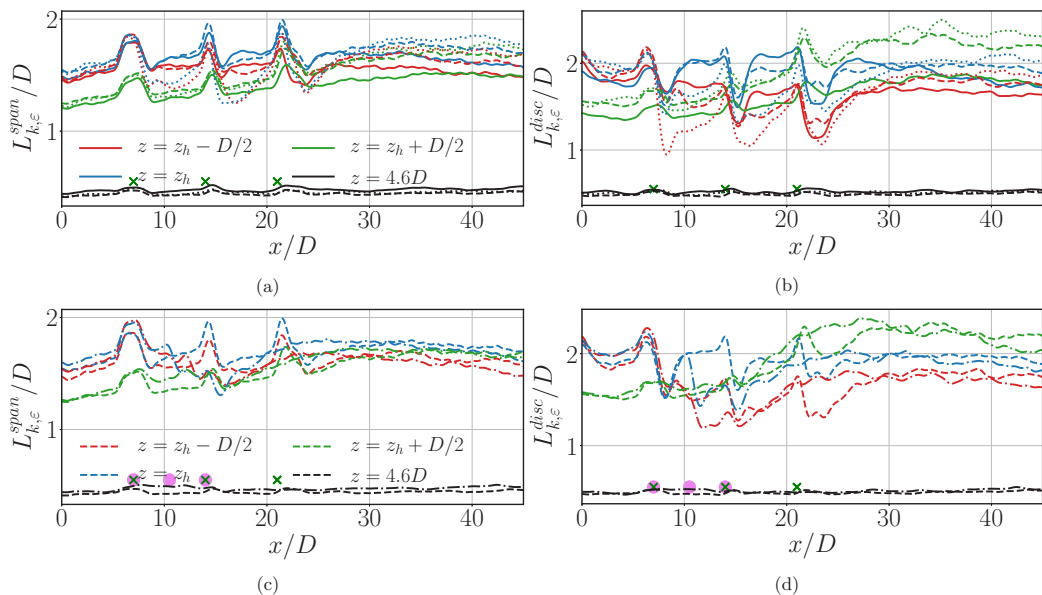 2
1
0 10 20 30 40
x/D
L^{span}_{k,ε}/D
z = z_h − D/2
z = z_h
z = z_h + D/2
z = 4.6D
(a)
2
1
0 10 20 30 40
x/D
L^{disc}_{k,ε}/D
(b)
2
1
0 10 20 30 40
x/D
L^{span}_{k,ε}/D
z = z_h − D/2
z = z_h
z = z_h + D/2
z = 4.6D
(c)
2
1
0 10 20 30 40
x/D
L^{disc}_{k,ε}/D
(d)